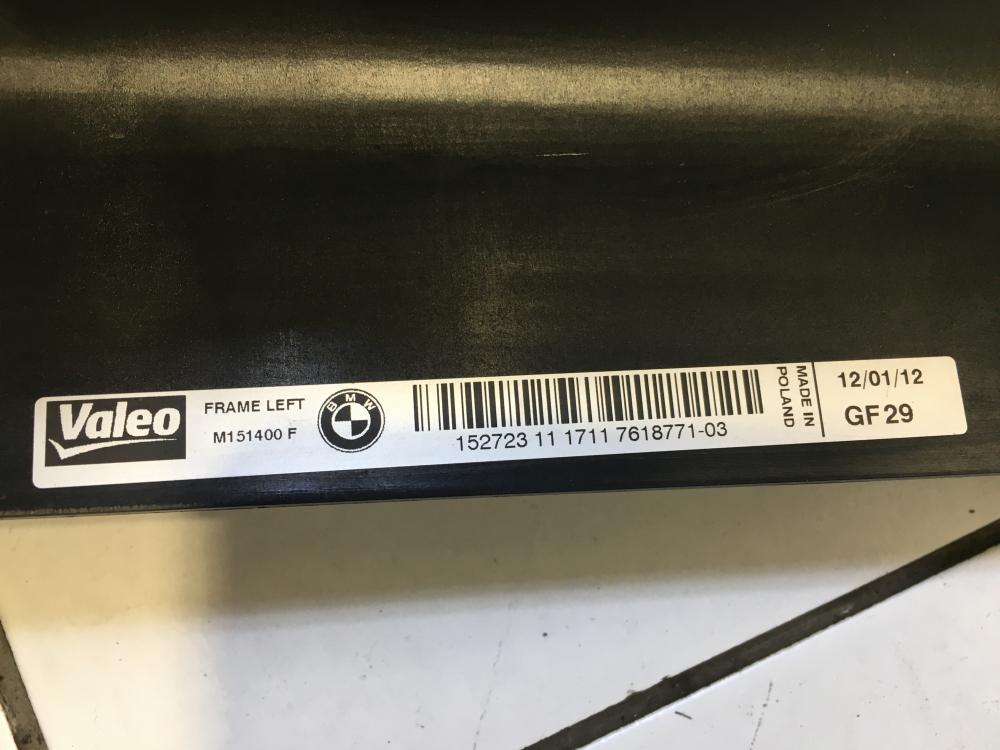 Valeo
FRAME LEFT
M151400 F
BMW
152723 11 1711 7618771-03
MADE IN
POLAND
12/01/12
GF29